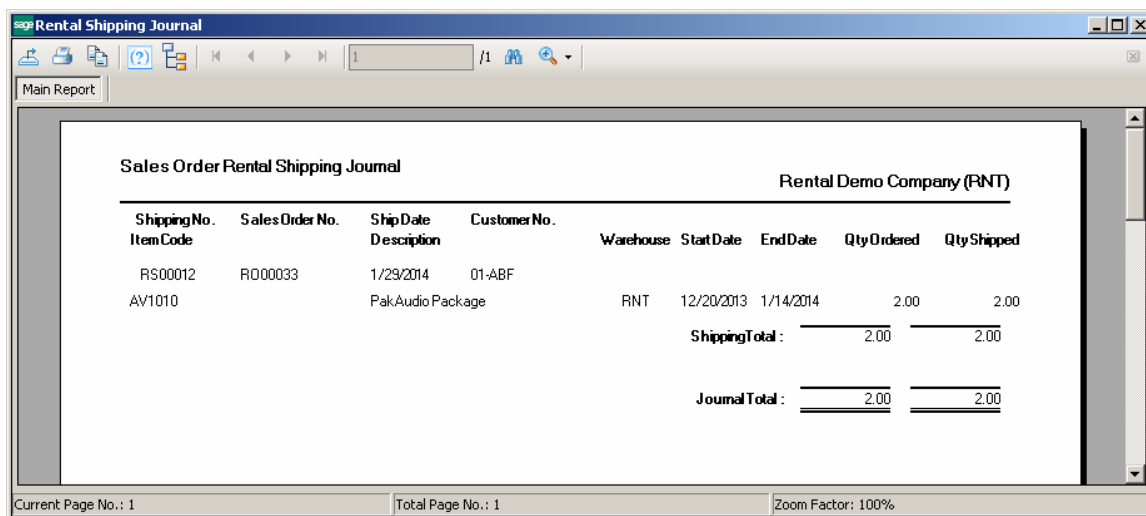 sage Rental Shipping Journal
(?) 1 /1
Main Report
Sales Order Rental Shipping Journal
Rental Demo Company (RNT)
Shipping No. Sales Order No. Ship Date Customer No.
Item Code Description Warehouse Start Date End Date Qty Ordered Qty Shipped
RS00012 RO00033 1/29/2014 01-ABF
AV1010 Pak Audio Package RNT 12/20/2013 1/14/2014 2.00 2.00
Shipping Total : 2.00 2.00
Journal Total : 2.00 2.00
Current Page No.: 1 Total Page No.: 1 Zoom Factor: 100%